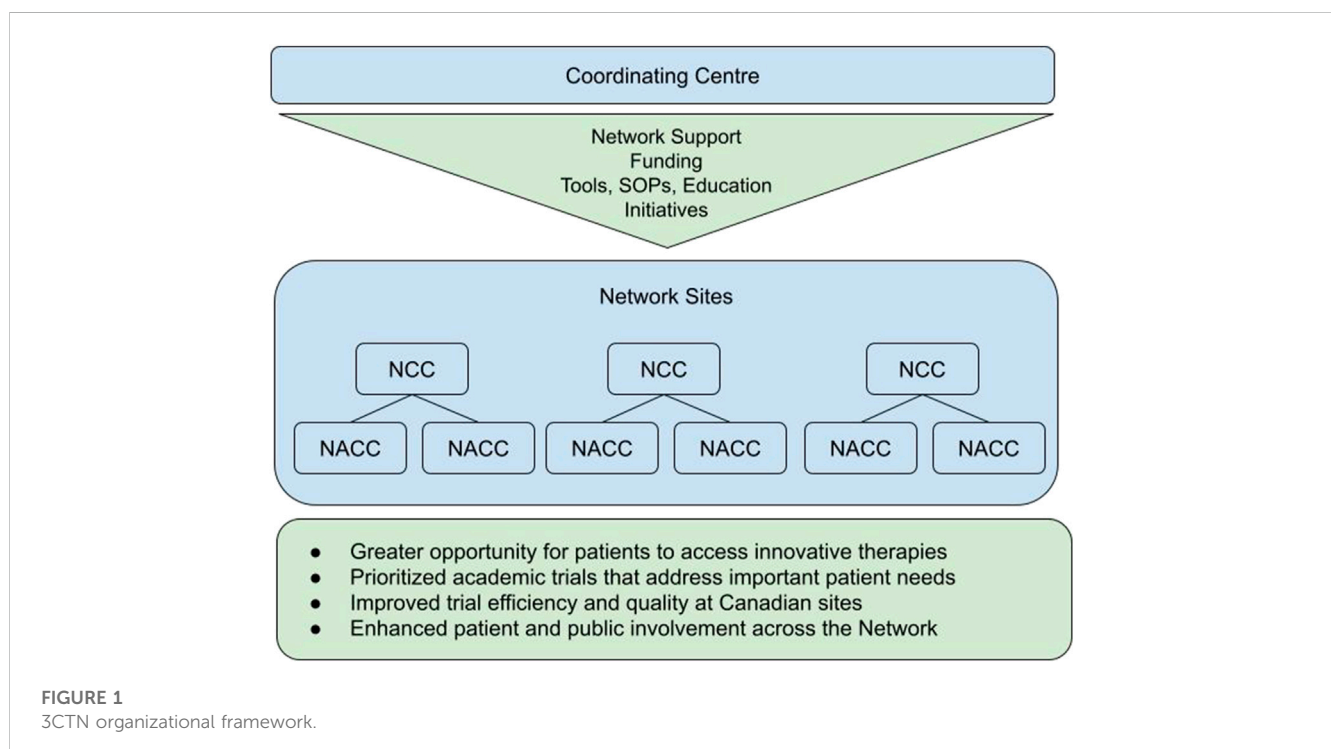 Coordinating Centre
Network Support
Funding
Tools, SOPs, Education
Initiatives
Network Sites
NCC NCC NCC
NACC NACC NACC NACC NACC NACC
● Greater opportunity for patients to access innovative therapies
● Prioritized academic trials that address important patient needs
● Improved trial efficiency and quality at Canadian sites
● Enhanced patient and public involvement across the Network
FIGURE 1
3CTN organizational framework.